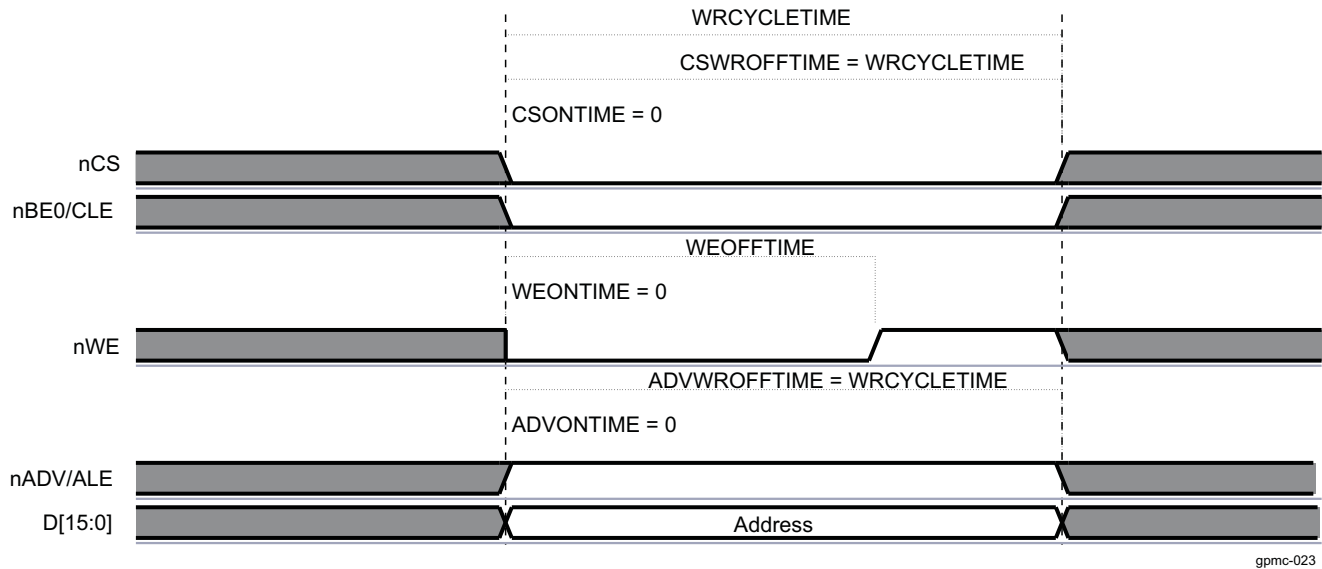 WRCYCLETIME
CSWROFFTIME = WRCYCLETIME
CSONTIME = 0
nCS
nBE0/CLE
WEOFFTIME
WEONTIME = 0
nWE
ADVWROFFTIME = WRCYCLETIME
ADVONTIME = 0
nADV/ALE
D[15:0] Address
gpmc-023